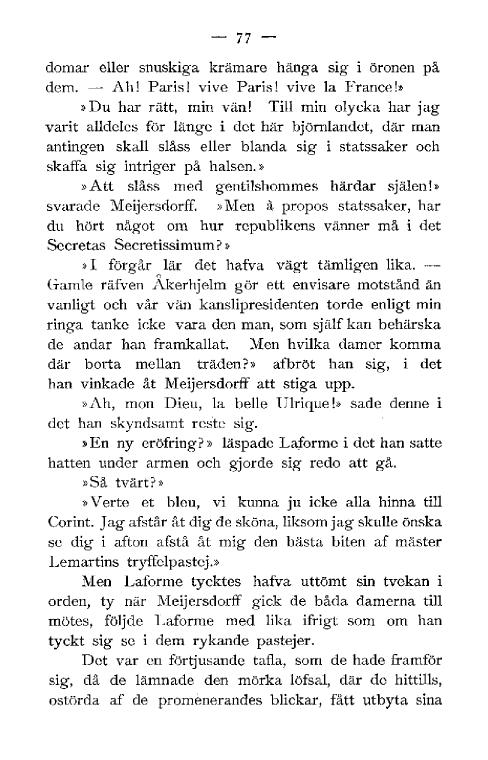 — 77 —
domar eller snuskiga krämare hänga sig i öronen på
dem. — Ah! Paris! vive Paris! vive la France!»
»Du har rätt, min vän! Till min olycka har jag
varit alldeles för länge i det här björnlandet, där man
antingen skall slåss eller blanda sig i statssaker och
skaffa sig intriger på halsen.»
»Att slåss med gentilshommes härdar själen!»
svarade Meijersdorff. »Men à propos statssaker, har
du hört något om hur republikens vänner må i det
Secretas Secretissimum?»
»I förgår lär det hafva vägt tämligen lika. —
Gamle räfven Åkerhjelm gör ett envisare motstånd än
vanligt och vår vän kanslipresidenten torde enligt min
ringa tanke icke vara den man, som själf kan behärska
de andar han framkallat. Men hvilka damer komma
där borta mellan träden?» afbröt han sig, i det
han vinkade åt Meijersdorff att stiga upp.
»Ah, mon Dieu, la belle Ulrique!» sade denne i
det han skyndsamt reste sig.
»En ny eröfring?» läspade Laforme i det han satte
hatten under armen och gjorde sig redo att gå.
»Så tvärt?»
»Verte et bleu, vi kunna ju icke alla hinna till
Corint. Jag afstår åt dig de sköna, liksom jag skulle önska
se dig i afton afstå åt mig den bästa biten af mäster
Lemartins tryffelpastej.»
Men Laforme tycktes hafva uttömt sin tvekan i
orden, ty när Meijersdorff gick de båda damerna till
mötes, följde Laforme med lika ifrigt som om han
tyckt sig se i dem rykande pastejer.
Det var en förtjusande tafla, som de hade framför
sig, då de lämnade den mörka löfsal, där de hittills,
ostörda af de promenerandes blickar, fått utbyta sina